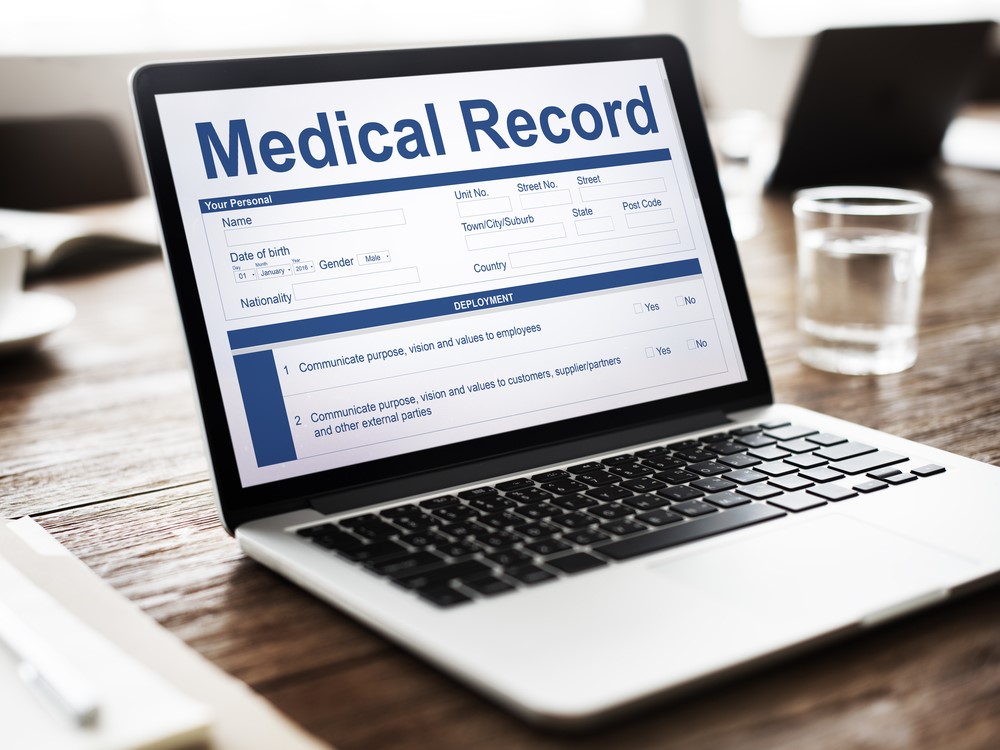 Medical Record
Your Personal
Name
Unit No. Street No. Street
Date of birth
Town/City/Suburb State Post Code
Day Month Year
01 January 2016 Gender Male
Nationality
Country
DEPLOYMENT
1 Communicate purpose, vision and values to employees Yes No
2 Communicate purpose, vision and values to customers, supplier/partners Yes No
and other external parties